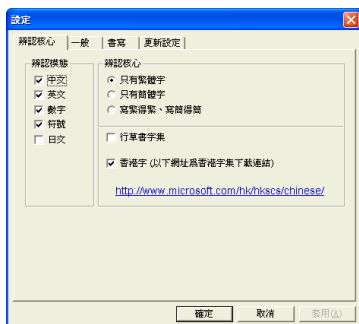 設定
辨認核心 一般 書寫 更新設定
辨認模態
中文
英文
數字
符號
日文
辨認核心
只有繁體字
只有簡體字
寫繁得繁、寫簡得簡
行草書字集
香港字 (以下網址爲香港字集下載連結)
http://www.microsoft.com/hk/hkscs/chinese/
確定 取消 套用(A)